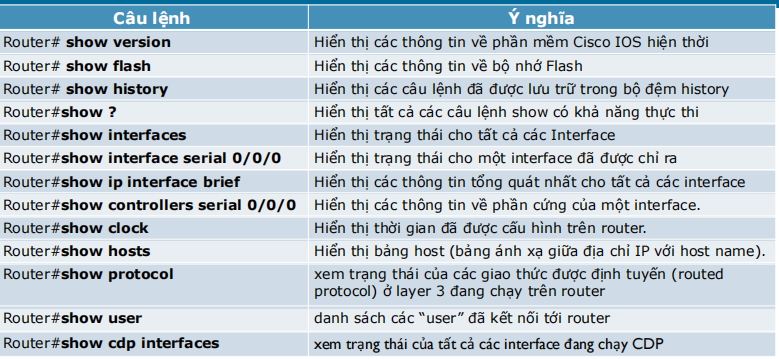 Câu lệnh Ý nghĩa
Router# show version Hiển thị các thông tin về phần mềm Cisco IOS hiện thời
Router# show flash Hiển thị các thông tin về bộ nhớ Flash
Router# show history Hiển thị các câu lệnh đã được lưu trữ trong bộ đệm history
Router#show ? Hiển thị tất cả các câu lệnh show có khả năng thực thi
Router#show interfaces Hiển thị trạng thái cho tất cả các Interface
Router#show interface serial 0/0/0 Hiển thị trạng thái cho một interface đã được chỉ ra
Router#show ip interface brief Hiển thị các thông tin tổng quát nhất cho tất cả các interface
Router#show controllers serial 0/0/0 Hiển thị các thông tin về phần cứng của một interface.
Router#show clock Hiển thị thời gian đã được cấu hình trên router.
Router#show hosts Hiển thị bảng host (bảng ánh xạ giữa địa chỉ IP với host name).
Router#show protocol xem trạng thái của các giao thức được định tuyến (routed
protocol) ở layer 3 đang chạy trên router
Router#show user danh sách các “user” đã kết nối tới router
Router#show cdp interfaces xem trạng thái của tất cả các interface đang chạy CDP